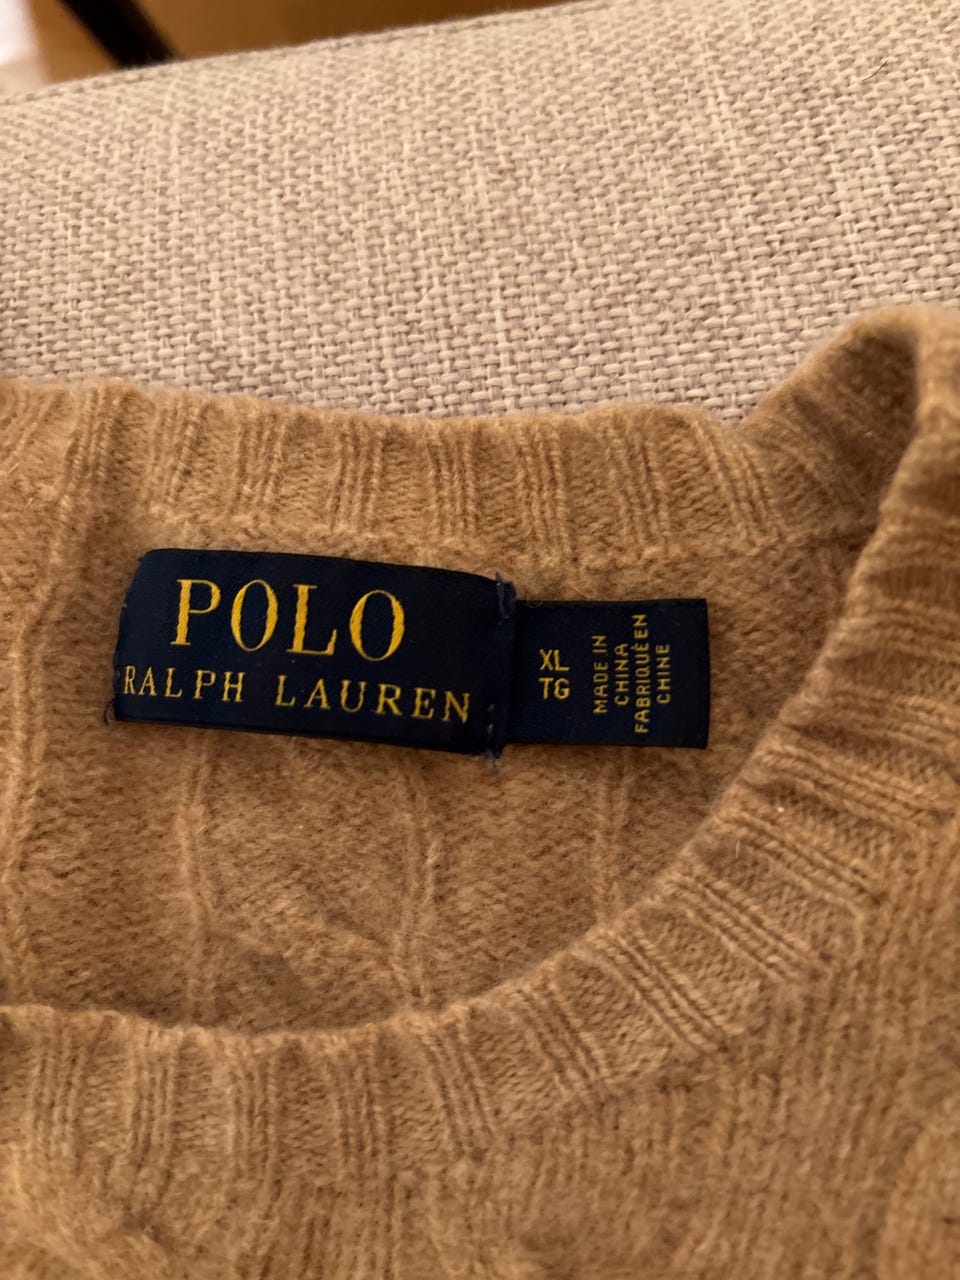 POLO
RALPH LAUREN
XL
TG
MADE IN
CHINA
FABRIQUÉ EN
CHINE